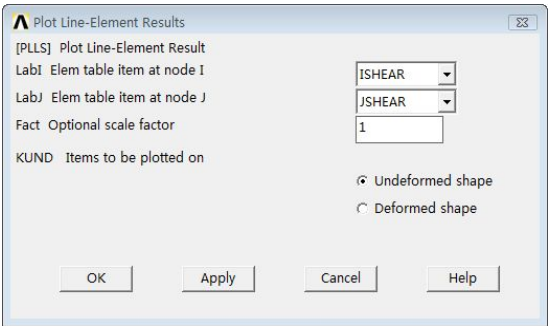 Plot Line-Element Results
[PLLS] Plot Line-Element Result
LabI Elem table item at node I
ISHEAR
LabJ Elem table item at node J
JSHEAR
Fact Optional scale factor
1
KUND Items to be plotted on
Undeformed shape
Deformed shape
OK Apply Cancel Help